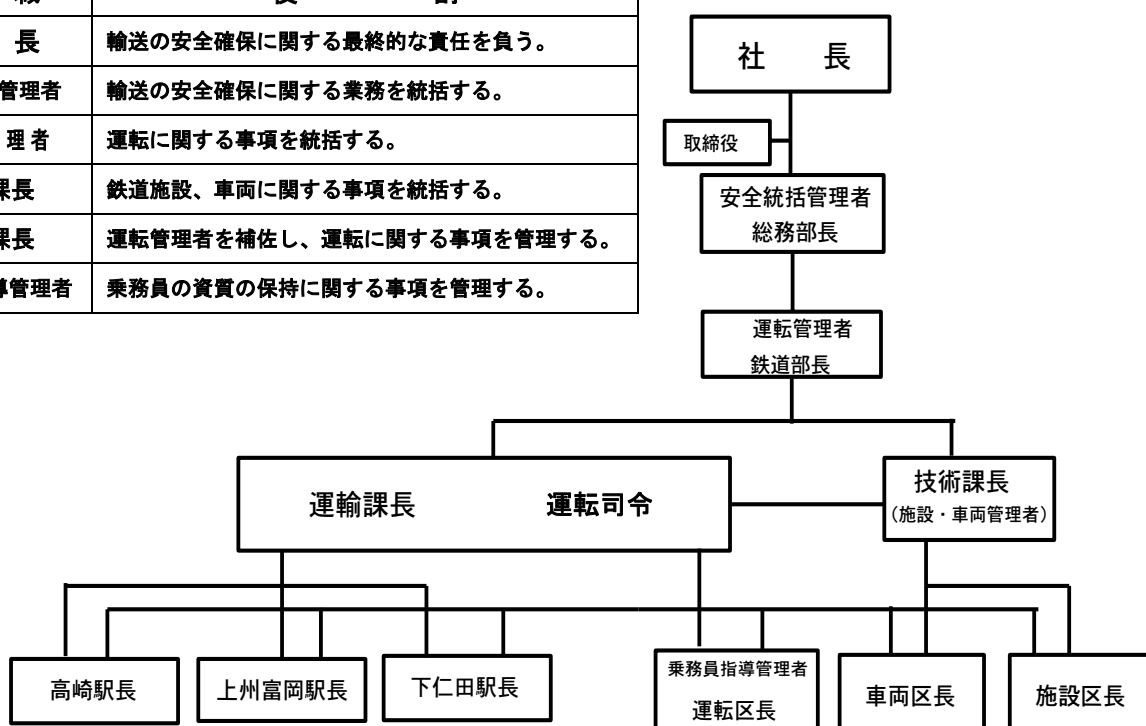 役 割
長 輸送の安全確保に関する最終的な責任を負う。
管理者 輸送の安全確保に関する業務を統括する。
理者 運転に関する事項を統括する。
課長 鉄道施設、車両に関する事項を統括する。
課長 運転管理者を補佐し、運転に関する事項を管理する。
管理者 乗務員の資質の保持に関する事項を管理する。
社 長
取締役
安全統括管理者
総務部長
運転管理者
鉄道部長
運輸課長 運転司令
技術課長
(施設・車両管理者)
高崎駅長
上州富岡駅長
下仁田駅長
乗務員指導管理者
運転区長
車両区長
施設区長